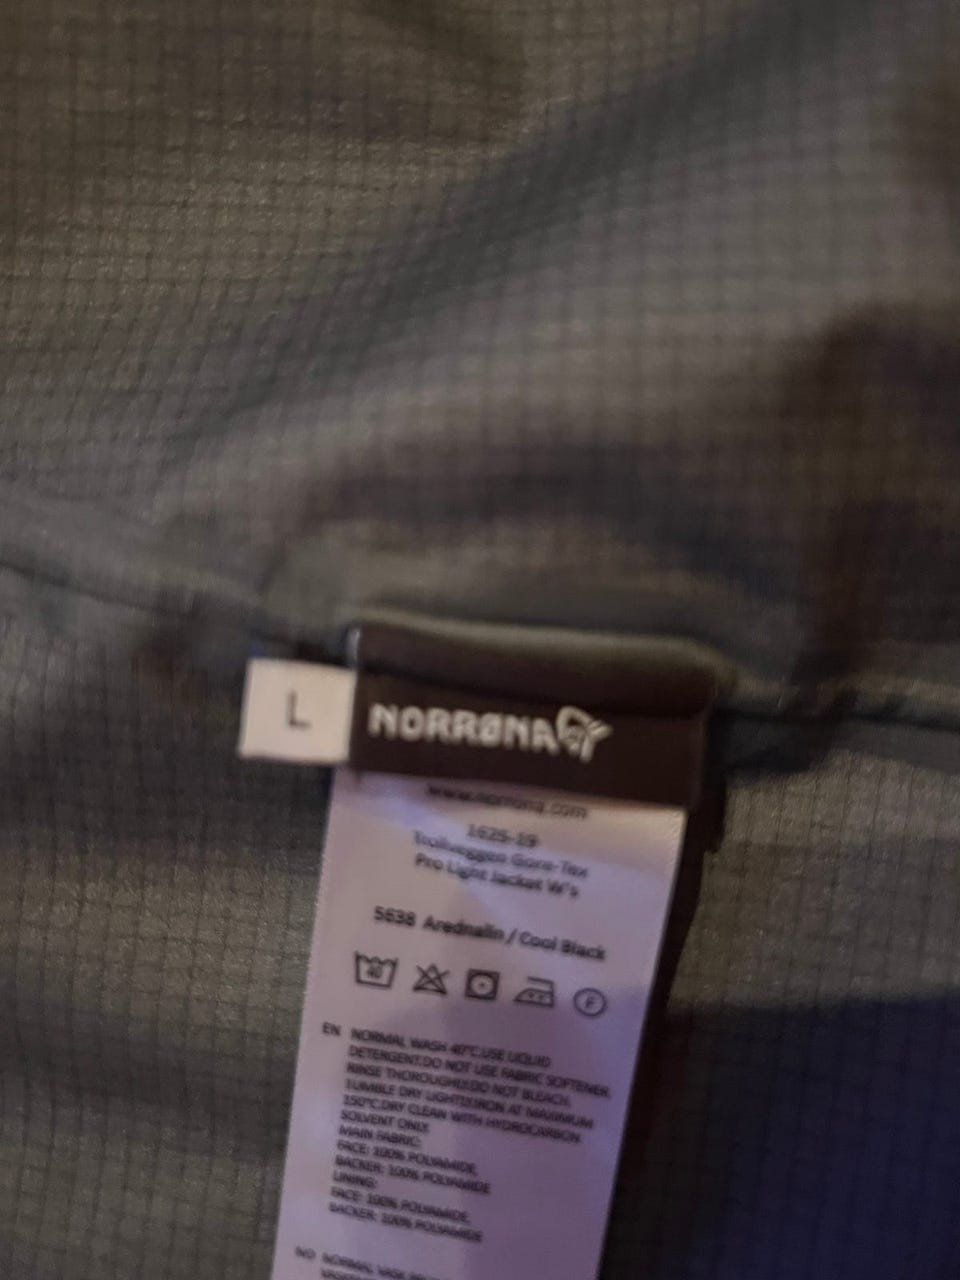 L
NORRØNA
www.norrona.com
1625-19
Trollveggen Gore-Tex
Pro Light Jacket W's
5638 Arednalin / Cool Black
40
F
EN NORMAL WASH 40°C.USE LIQUID
DETERGENT.DO NOT USE FABRIC SOFTENER.
RINSE THOROUGHLY.DO NOT BLEACH.
TUMBLE DRY LIGHTLY.IRON AT MAXIMUM
150°C.DRY CLEAN WITH HYDROCARBON
SOLVENT ONLY.
MAIN FABRIC:
FACE: 100% POLYAMIDE,
BACKER: 100% POLYAMIDE
LINING:
FACE: 100% POLYAMIDE,
BACKER: 100% POLYAMIDE
NO NORMAL